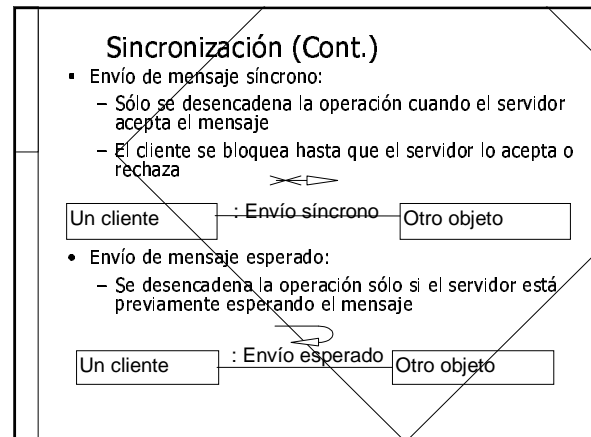 Sincronización (Cont.)
▪ Envío de mensaje síncrono:
– Sólo se desencadena la operación cuando el servidor
acepta el mensaje
– El cliente se bloquea hasta que el servidor lo acepta o
rechaza
Un cliente : Envío síncrono Otro objeto
• Envío de mensaje esperado:
– Se desencadena la operación sólo si el servidor está
previamente esperando el mensaje
Un cliente : Envío esperado Otro objeto